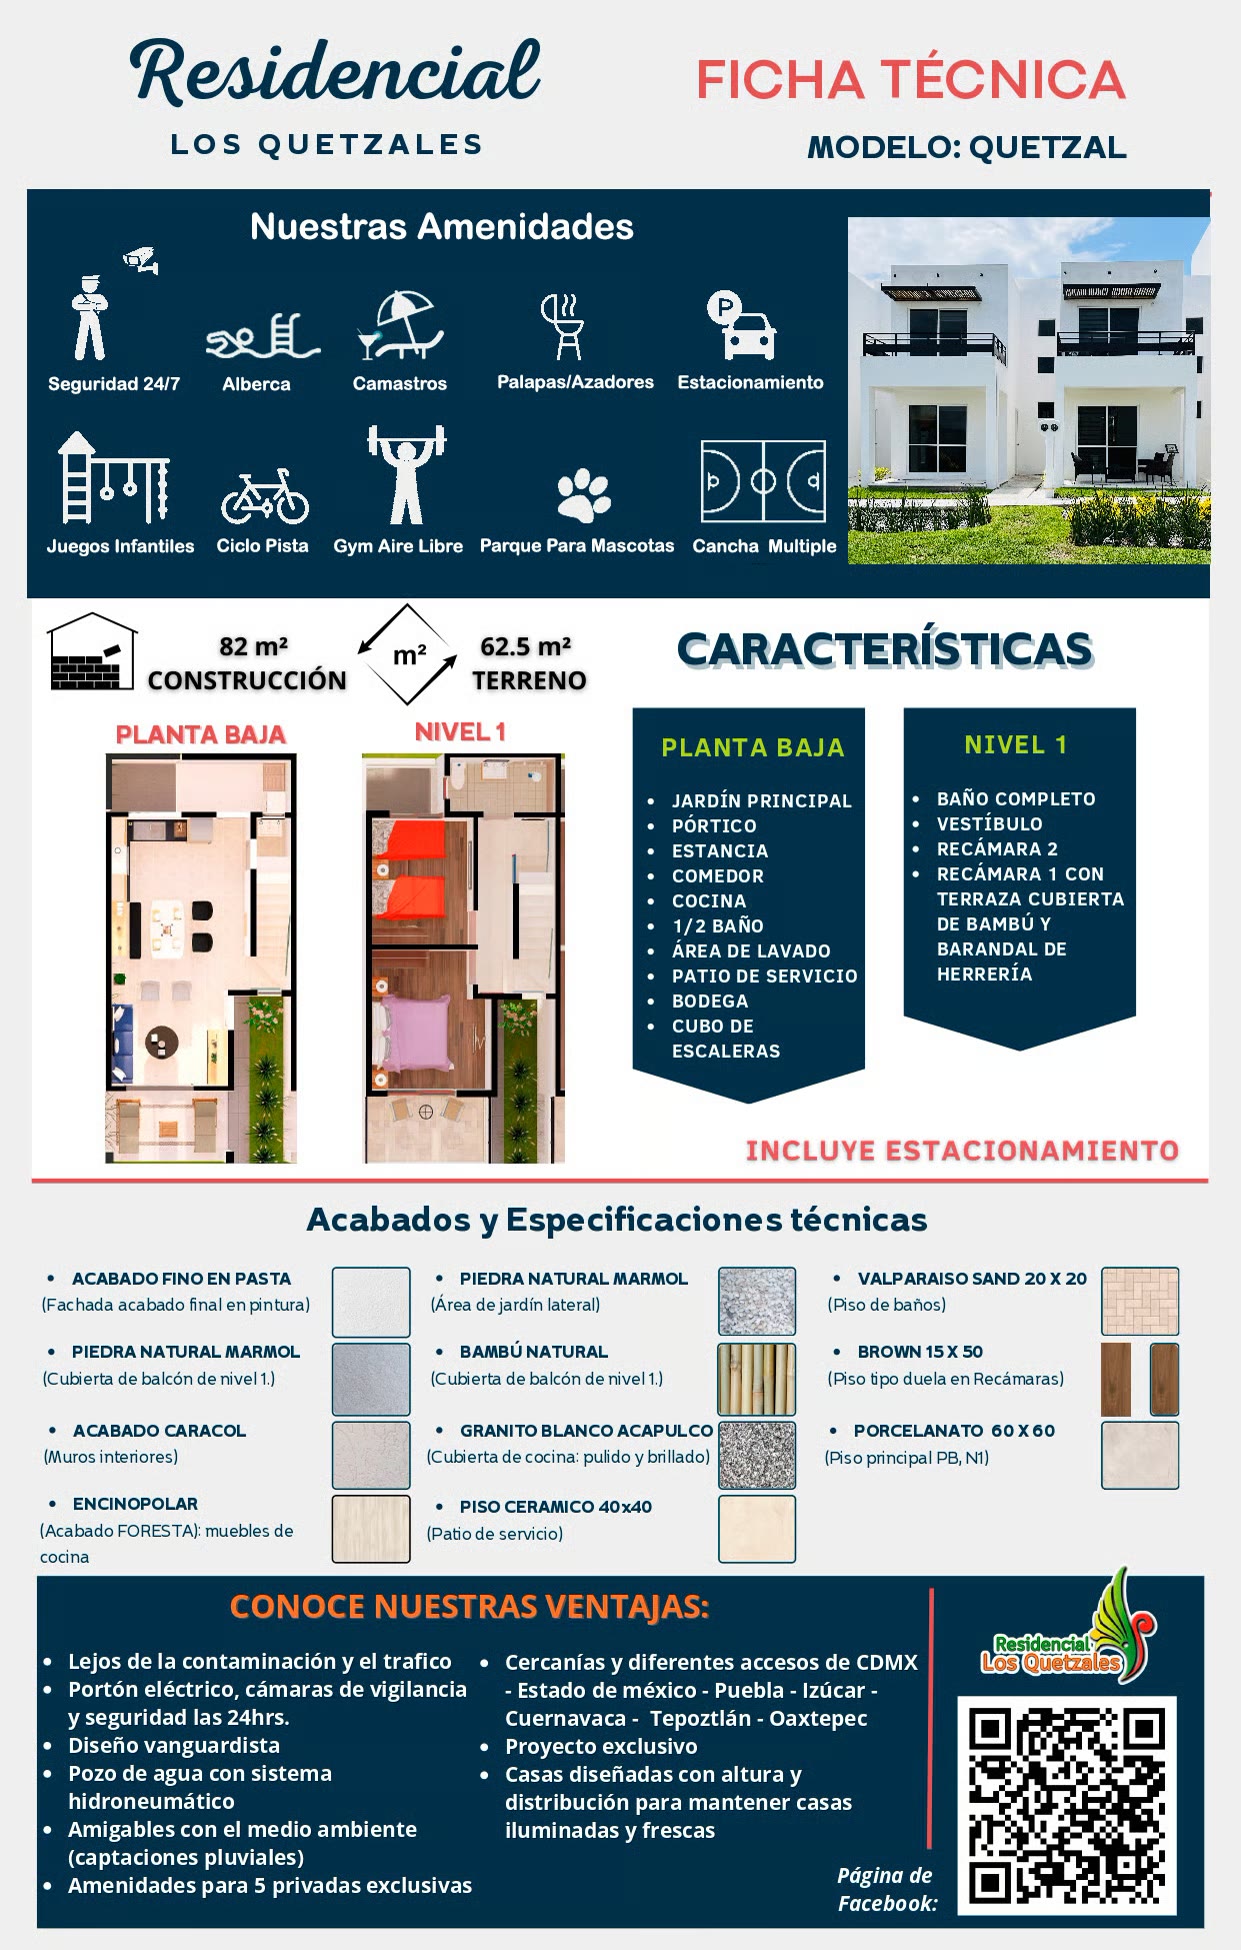 Residencial
LOS QUETZALES
FICHA TÉCNICA
MODELO: QUETZAL
Nuestras Amenidades
Seguridad 24/7
Alberca
Camastros
Palapas/Azadores
P
Estacionamiento
Juegos Infantiles
Ciclo Pista
Gym Aire Libre
Parque Para Mascotas
Cancha Multiple
82 m²
CONSTRUCCIÓN
m²
62.5 m²
TERRENO
PLANTA BAJA
NIVEL 1
CARACTERÍSTICAS
PLANTA BAJA
• JARDÍN PRINCIPAL
• PÓRTICO
• ESTANCIA
• COMEDOR
• COCINA
• 1/2 BAÑO
• ÁREA DE LAVADO
• PATIO DE SERVICIO
• BODEGA
• CUBO DE
ESCALERAS
NIVEL 1
• BAÑO COMPLETO
• VESTÍBULO
• RECÁMARA 2
• RECÁMARA 1 CON
TERRAZA CUBIERTA
DE BAMBÚ Y
BARANDAL DE
HERRERÍA
INCLUYE ESTACIONAMIENTO
Acabados y Especificaciones técnicas
• ACABADO FINO EN PASTA
(Fachada acabado final en pintura)
• PIEDRA NATURAL MARMOL
(Cubierta de balcón de nivel 1.)
• ACABADO CARACOL
(Muros interiores)
• ENCINOPOLAR
(Acabado FORESTA): muebles de
cocina
• PIEDRA NATURAL MARMOL
(Área de jardín lateral)
• BAMBÚ NATURAL
(Cubierta de balcón de nivel 1.)
• GRANITO BLANCO ACAPULCO
(Cubierta de cocina: pulido y brillado)
• PISO CERAMICO 40x40
(Patio de servicio)
• VALPARAISO SAND 20 X 20
(Piso de baños)
• BROWN 15 X 50
(Piso tipo duela en Recámaras)
• PORCELANATO 60 X 60
(Piso principal PB, N1)
CONOCE NUESTRAS VENTAJAS:
• Lejos de la contaminación y el trafico
• Portón eléctrico, cámaras de vigilancia
y seguridad las 24hrs.
• Diseño vanguardista
• Pozo de agua con sistema
hidroneumático
• Amigables con el medio ambiente
(captaciones pluviales)
• Amenidades para 5 privadas exclusivas
• Cercanías y diferentes accesos de CDMX
- Estado de méxico - Puebla - Izúcar -
Cuernavaca - Tepoztlán - Oaxtepec
• Proyecto exclusivo
• Casas diseñadas con altura y
distribución para mantener casas
iluminadas y frescas
Residencial
Los Quetzales
Página de
Facebook: